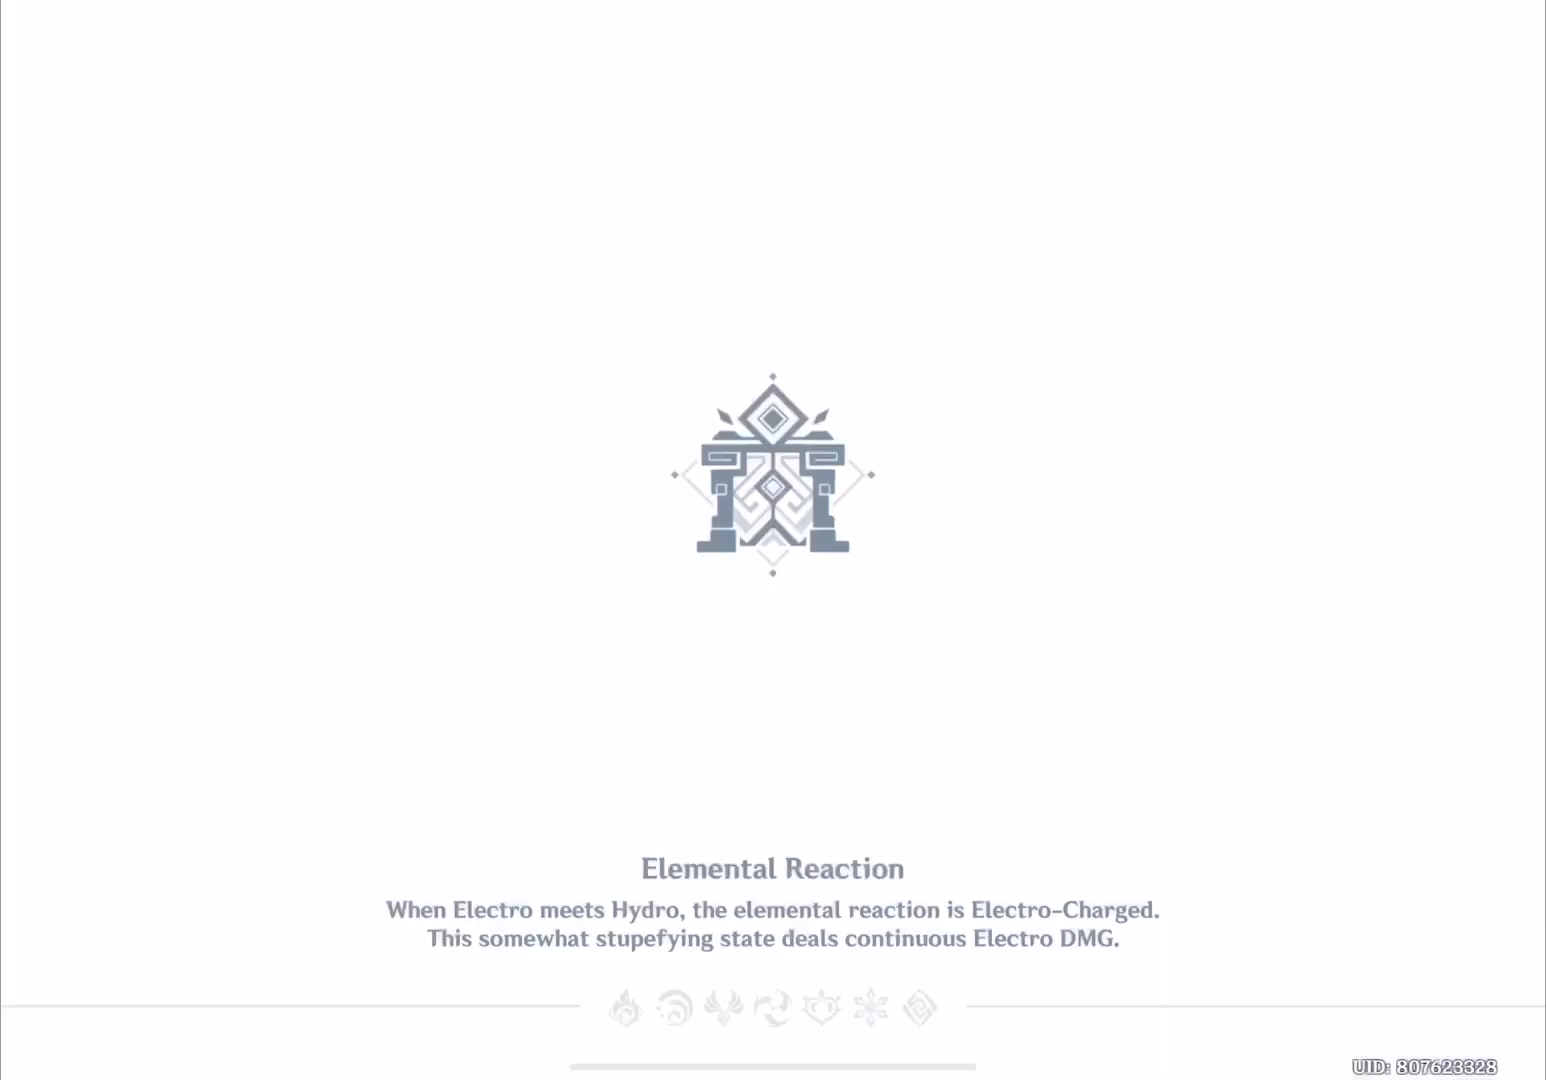 Elemental Reaction
When Electro meets Hydro, the elemental reaction is Electro-Charged.
This somewhat stupefying state deals continuous Electro DMG.
UID: 807623328